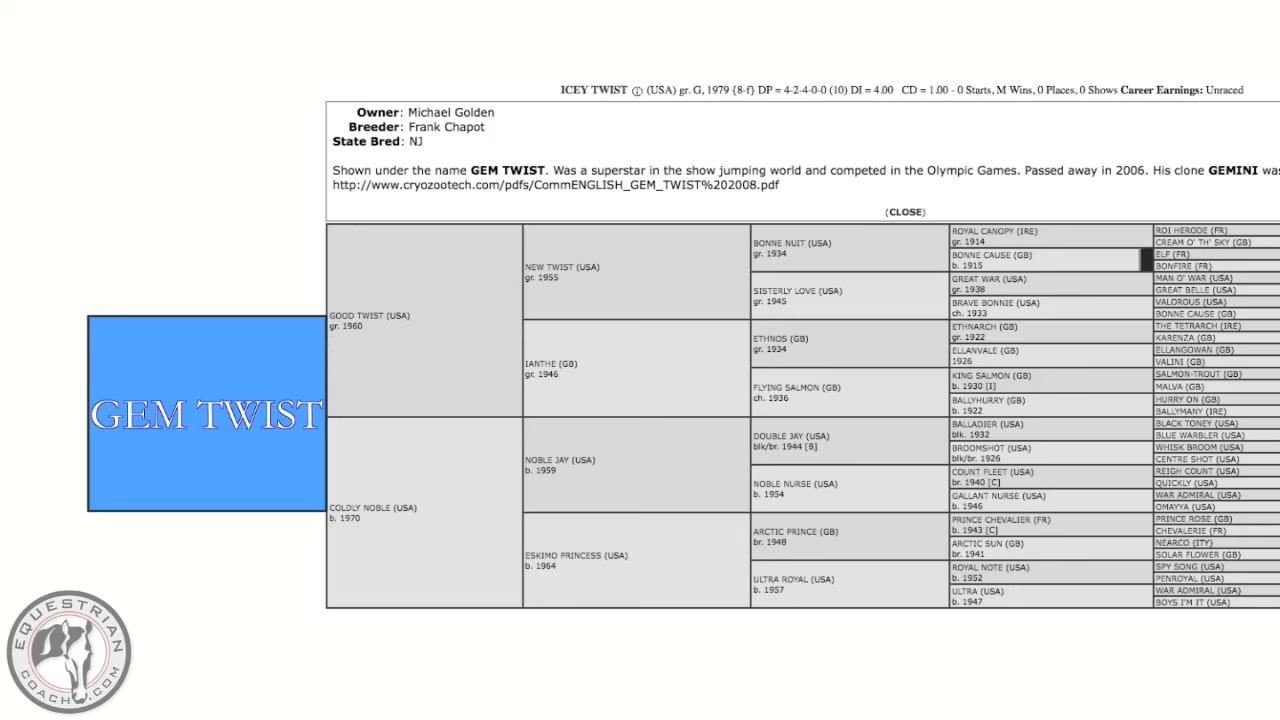 ICEY TWIST ⓘ (USA) gr. G, 1979 {8-f} DP = 4-2-4-0-0 (10) DI = 4.00 CD = 1.00 - 0 Starts, M Wins, 0 Places, 0 Shows Career Earnings: Unraced
Owner: Michael Golden
Breeder: Frank Chapot
State Bred: NJ
Shown under the name GEM TWIST. Was a superstar in the show jumping world and competed in the Olympic Games. Passed away in 2006. His clone GEMINI was
http://www.cryozootech.com/pdfs/CommENGLISH_GEM_TWIST%202008.pdf
(CLOSE)
GEM TWIST
GOOD TWIST (USA)
gr. 1960
COLDLY NOBLE (USA)
b. 1970
NEW TWIST (USA)
gr. 1955
IANTHE (GB)
gr. 1946
NOBLE JAY (USA)
b. 1959
ESKIMO PRINCESS (USA)
b. 1964
BONNE NUIT (USA)
gr. 1934
SISTERLY LOVE (USA)
gr. 1945
ETHNOS (GB)
gr. 1934
FLYING SALMON (GB)
ch. 1936
DOUBLE JAY (USA)
blk/br. 1944 [B]
NOBLE NURSE (USA)
b. 1954
ARCTIC PRINCE (GB)
br. 1948
ULTRA ROYAL (USA)
b. 1957
ROYAL CANOPY (IRE)
gr. 1914
BONNE CAUSE (GB)
b. 1915
GREAT WAR (USA)
gr. 1938
BRAVE BONNIE (USA)
ch. 1933
ETHNARCH (GB)
gr. 1922
ELLANVALE (GB)
1926
KING SALMON (GB)
b. 1930 [I]
BALLYHURRY (GB)
b. 1922
BALLADIER (USA)
blk. 1932
BROOMSHOT (USA)
blk/br. 1926
COUNT FLEET (USA)
br. 1940 [C]
GALLANT NURSE (USA)
b. 1946
PRINCE CHEVALIER (FR)
b. 1943 [C]
ARCTIC SUN (GB)
br. 1941
ROYAL NOTE (USA)
b. 1952
ULTRA (USA)
b. 1947
ROI HERODE (FR)
CREAM O' TH' SKY (GB)
ELF (FR)
BONFIRE (FR)
MAN O' WAR (USA)
GREAT BELLE (USA)
VALOROUS (USA)
BONNE CAUSE (GB)
THE TETRARCH (IRE)
KARENZA (GB)
ELLANGOWAN (GB)
VALINI (GB)
SALMON-TROUT (GB)
MALVA (GB)
HURRY ON (GB)
BALLYMANY (IRE)
BLACK TONEY (USA)
BLUE WARBLER (USA)
WHISK BROOM (USA)
CENTRE SHOT (USA)
REIGH COUNT (USA)
QUICKLY (USA)
WAR ADMIRAL (USA)
OMAYYA (USA)
PRINCE ROSE (GB)
CHEVALERIE (FR)
NEARCO (ITY)
SOLAR FLOWER (GB)
SPY SONG (USA)
PENROYAL (USA)
WAR ADMIRAL (USA)
BOYS I'M IT (USA)
EQUESTRIAN
COACH.COM